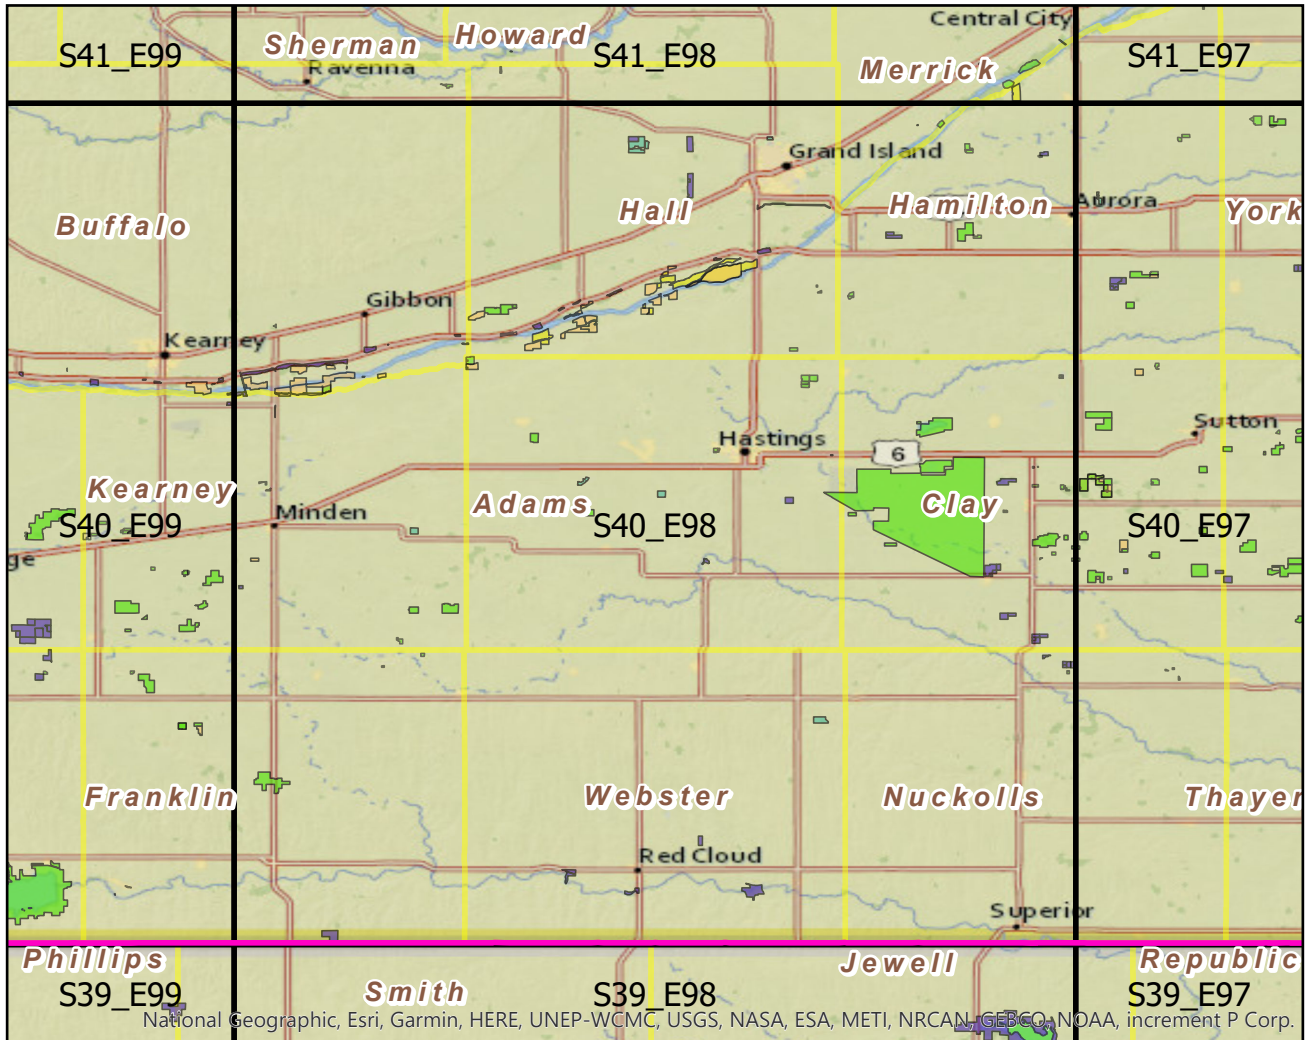 Central City
Sherman
Howard
S41_E99
S41_E98
S41_E97
Ravenna
Merrick
Grand Island
Buffalo
Hall
Hamilton
Aurora
York
Gibbon
Kearney
Hastings
Sutton
6
Kearney
Minden
Adams
Clay
S40_E99
S40_E98
S40_E97
ge
Franklin
Webster
Nuckolls
Thayer
Red Cloud
Superior
Phillips
Jewell
Republic
S39_E99
Smith
S39_E98
S39_E97
National Geographic, Esri, Garmin, HERE, UNEP-WCMC, USGS, NASA, ESA, METI, NRCAN, GEBCO, NOAA, increment P Corp.